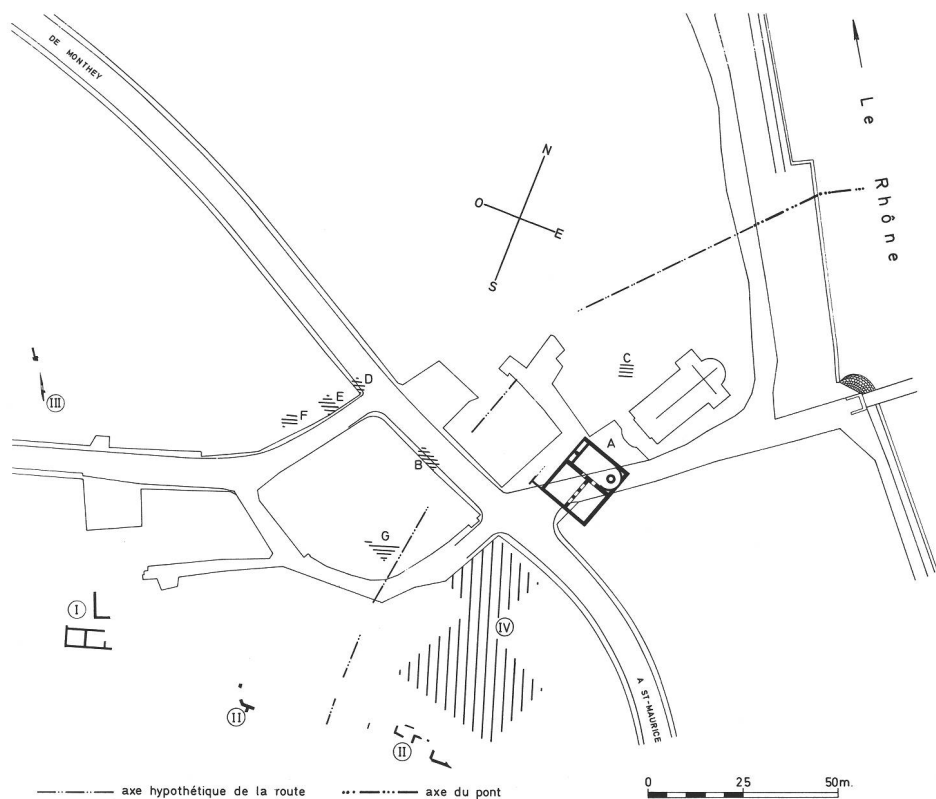 DE MONTHEY
Le
Rhône
N
O
E
S
C
D
E
F
III
A
B
G
I
IV
II
A ST-MAURICE
II
axe hypothétique de la route
axe du pont
0 25 50m.